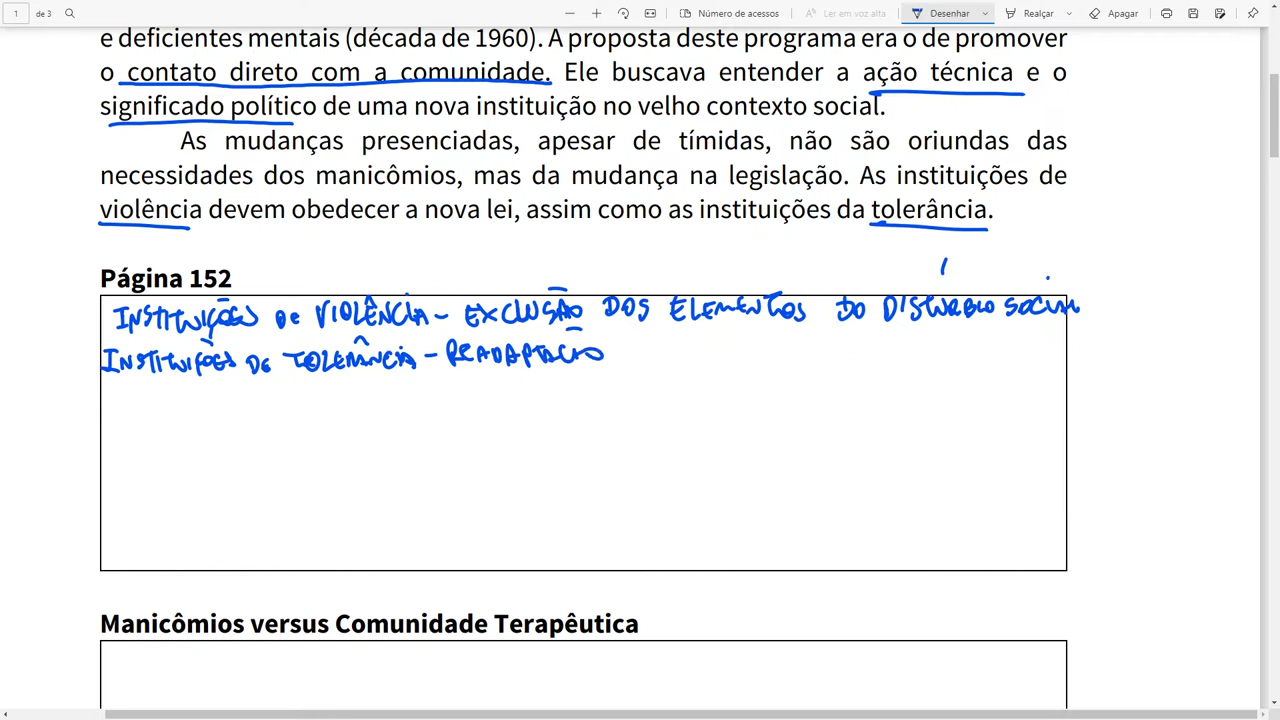 1 de 3 Número de acessos Ler em voz alta Desenhar Realçar Apagar
e deficientes mentais (década de 1960). A proposta deste programa era o de promover
o contato direto com a comunidade. Ele buscava entender a ação técnica e o
significado político de uma nova instituição no velho contexto social.
As mudanças presenciadas, apesar de tímidas, não são oriundas das
necessidades dos manicômios, mas da mudança na legislação. As instituições de
violência devem obedecer a nova lei, assim como as instituições da tolerância.
Página 152
INSTITUIÇÕES DE VIOLÊNCIA - EXCLUSÃO DOS ELEMENTOS DO DISTÚRBIO SOCIAL
INSTITUIÇÕES DE TOLERÂNCIA - READAPTAÇÃO
Manicômios versus Comunidade Terapêutica